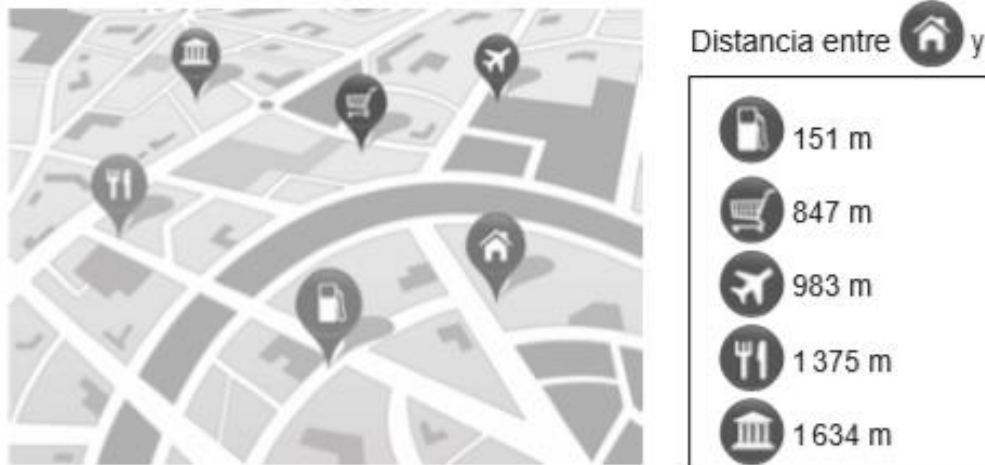 Distancia entre y
151 m
847 m
983 m
1 375 m
1 634 m